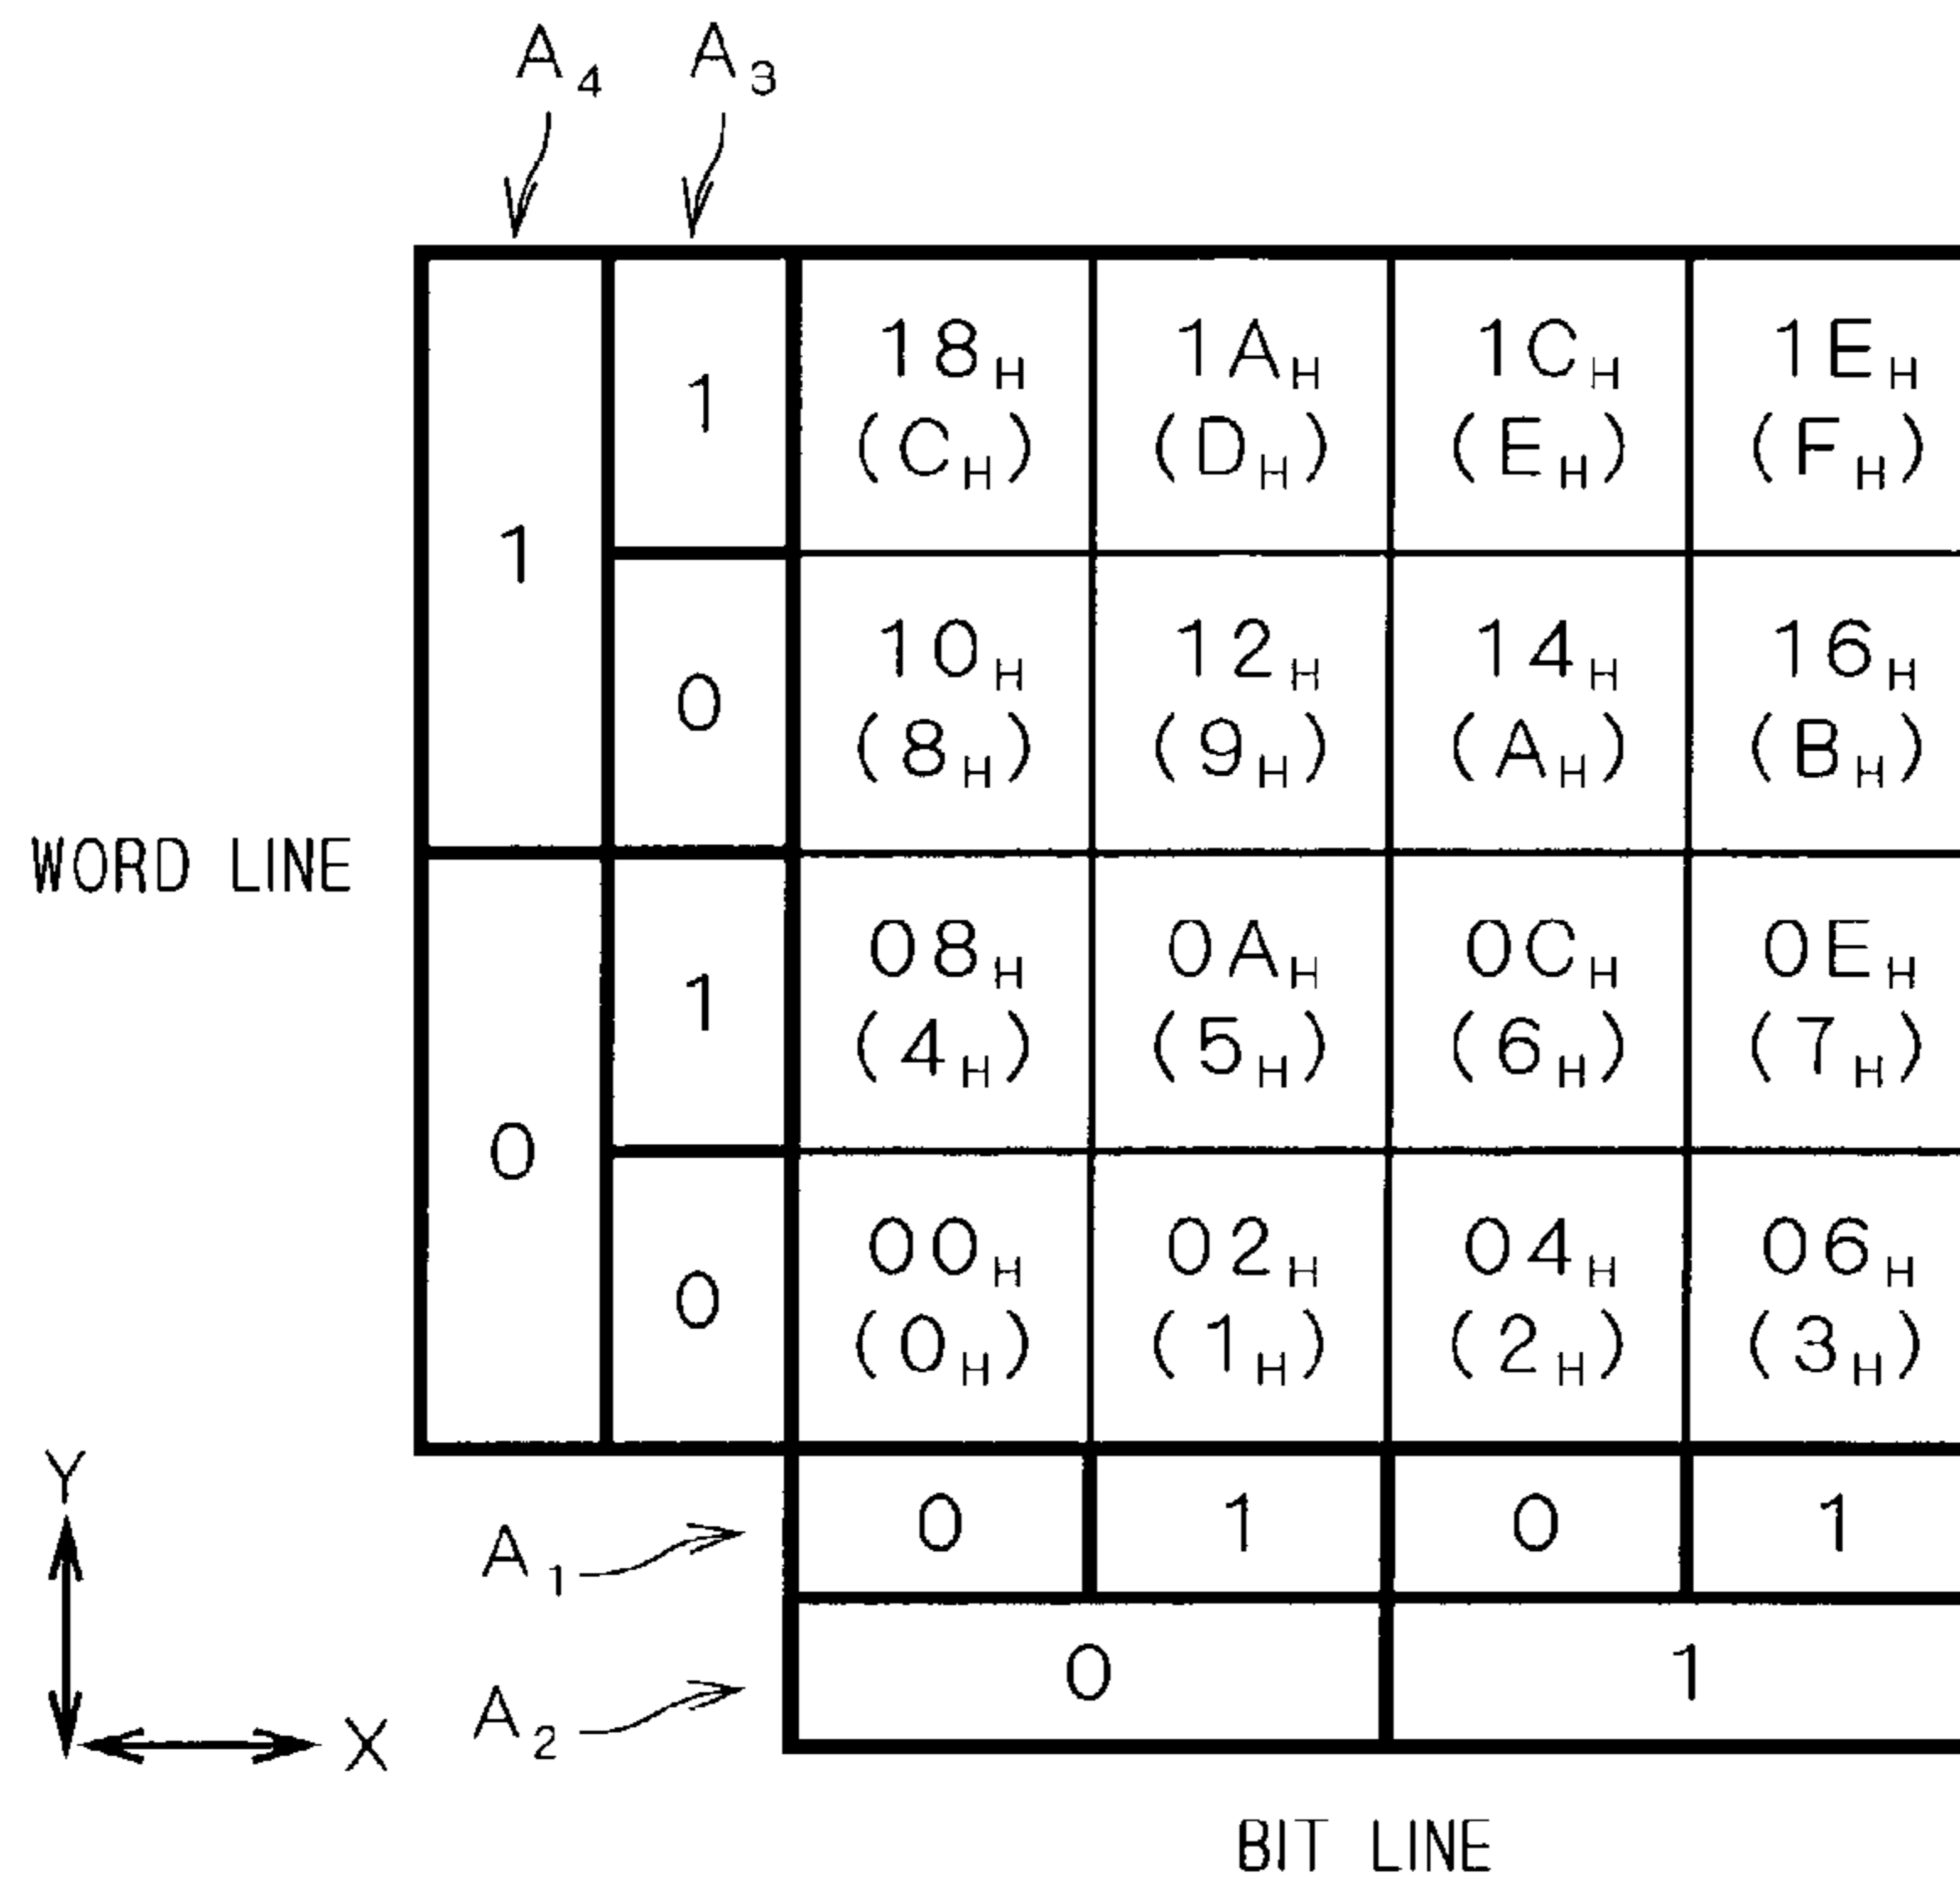 A4 A3
1 1 18H 1AH 1CH 1EH
(CH) (DH) (EH) (FH)
0 10H 12H 14H 16H
(8H) (9H) (AH) (BH)
WORD LINE
0 1 08H 0AH 0CH 0EH
(4H) (5H) (6H) (7H)
0 00H 02H 04H 06H
(0H) (1H) (2H) (3H)
Y
A1 0 1 0 1
A2 0 1
X
BIT LINE